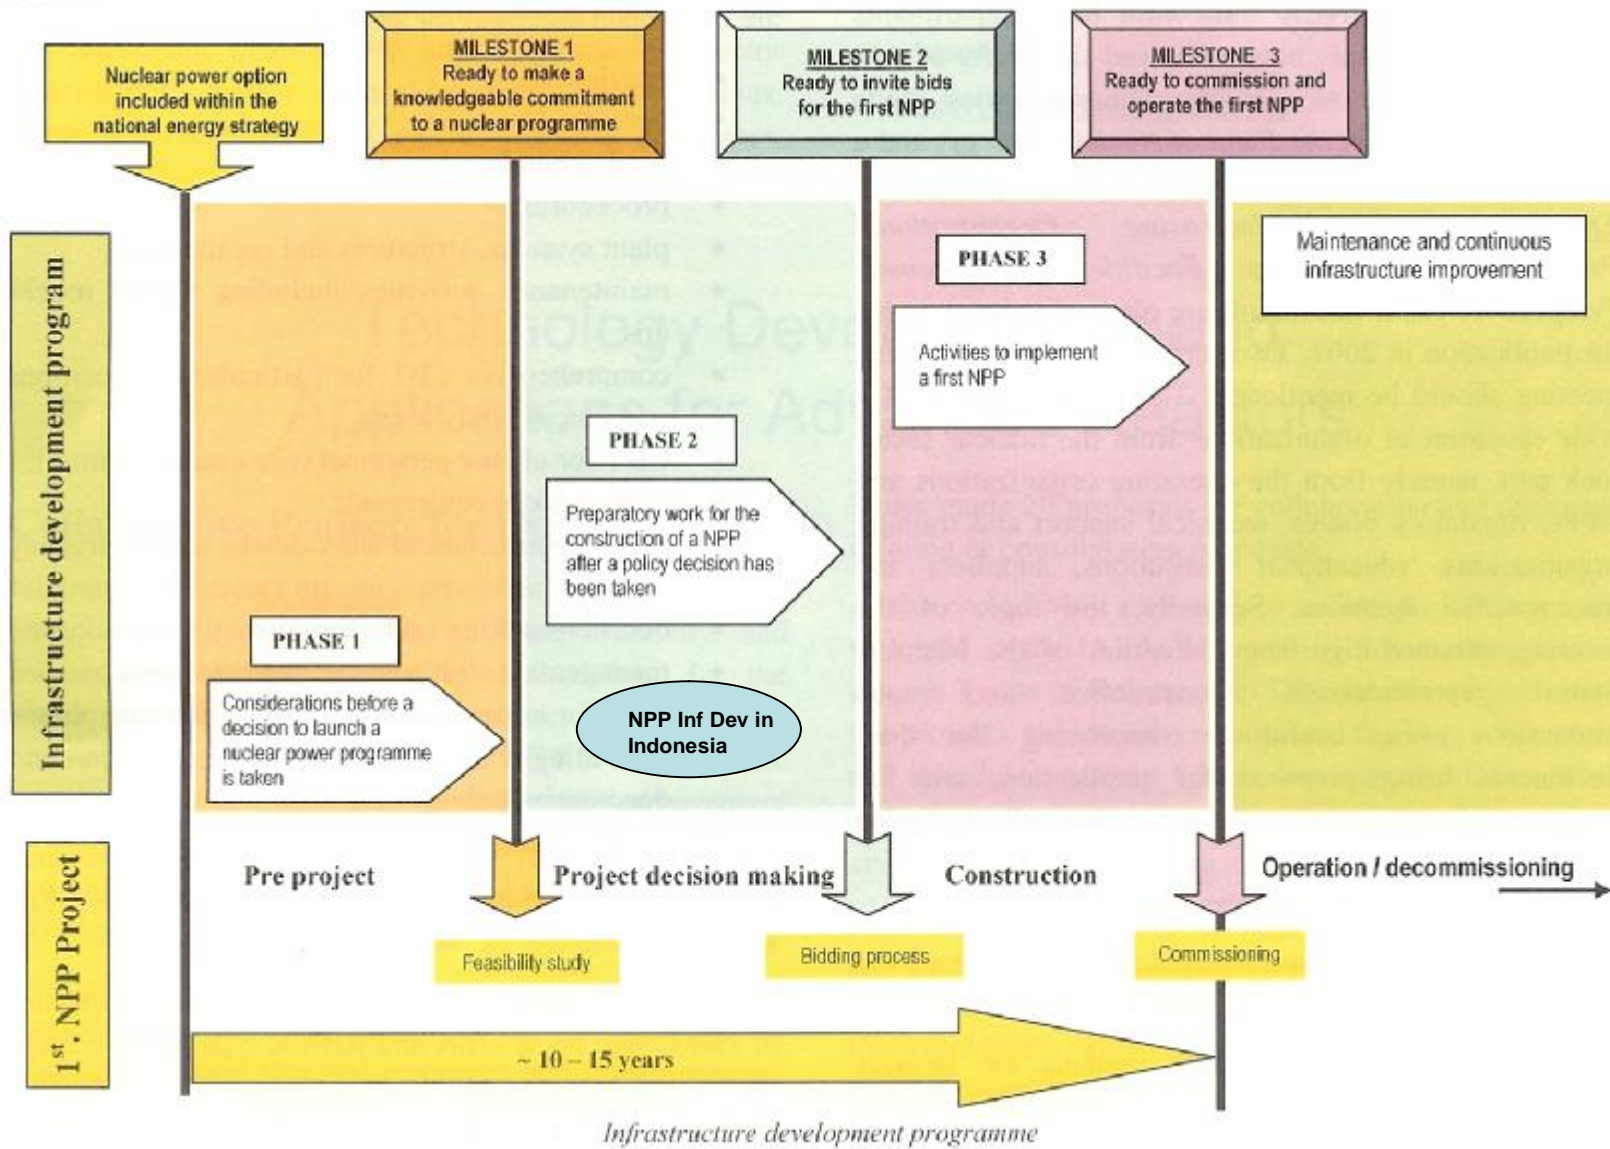 Nuclear power option
included within the
national energy strategy
MILESTONE 1
Ready to make a
knowledgeable commitment
to a nuclear programme
MILESTONE 2
Ready to invite bids
for the first NPP
MILESTONE 3
Ready to commission and
operate the first NPP
Infrastructure development program
PHASE 1
Considerations before a
decision to launch a
nuclear power programme
is taken
PHASE 2
Preparatory work for the
construction of a NPP
after a policy decision has
been taken
NPP Inf Dev in
Indonesia
PHASE 3
Activities to implement
a first NPP
Maintenance and continuous
infrastructure improvement
1st. NPP Project
Pre project
Project decision making
Construction
Operation / decommissioning
Feasibility study
Bidding process
Commissioning
~ 10 – 15 years
Infrastructure development programme